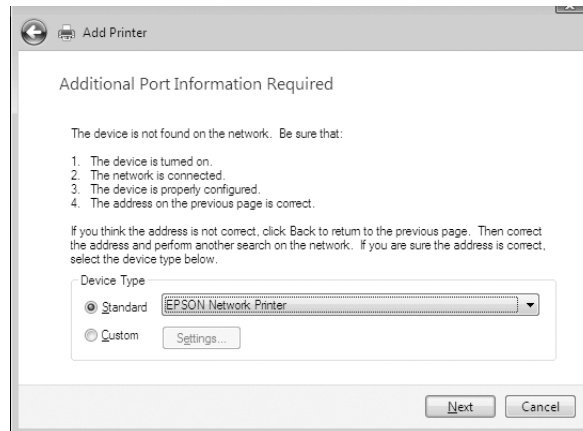 Add Printer
Additional Port Information Required
The device is not found on the network. Be sure that:
1. The device is turned on.
2. The network is connected.
3. The device is properly configured.
4. The address on the previous page is correct.
If you think the address is not correct, click Back to return to the previous page. Then correct
the address and perform another search on the network. If you are sure the address is correct,
select the device type below.
Device Type
Standard
EPSON Network Printer
Custom
Settings...
Next
Cancel